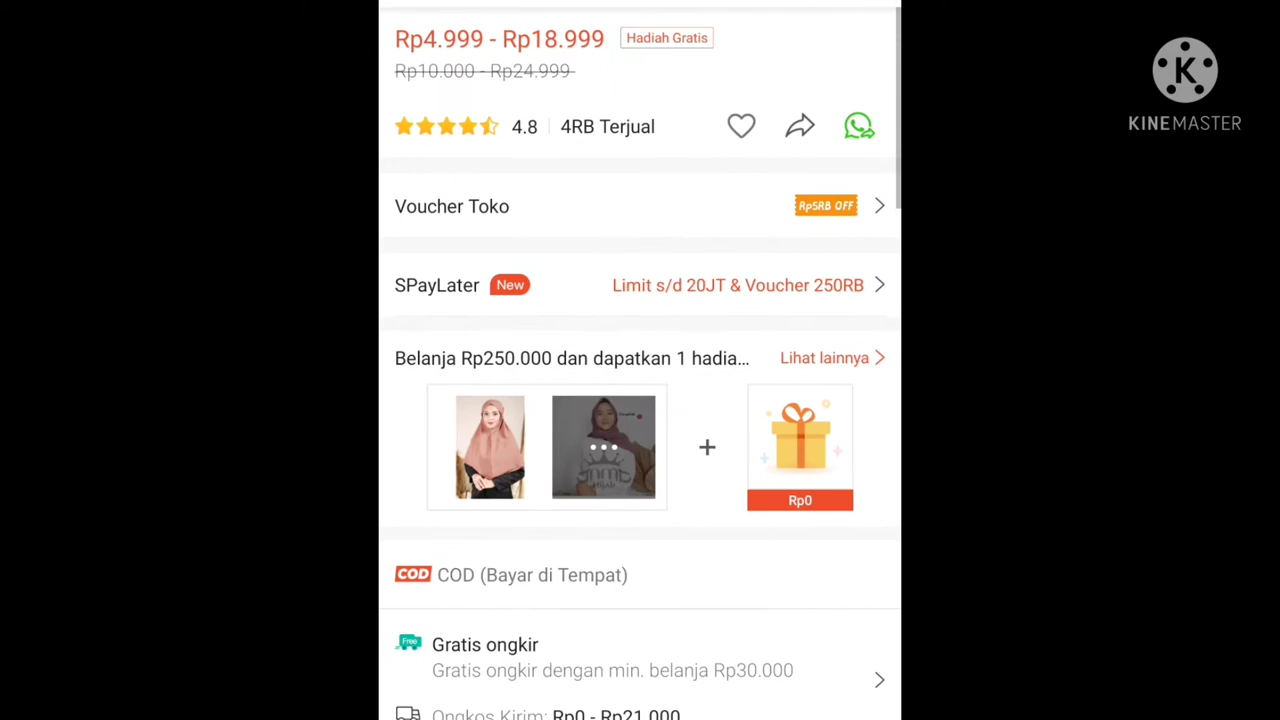 Rp4.999 - Rp18.999 Hadiah Gratis
Rp10.000 - Rp24.999
4.8 4RB Terjual
KINEMASTER
Voucher Toko Rp5RB OFF
SPayLater New Limit s/d 20JT & Voucher 250RB
Belanja Rp250.000 dan dapatkan 1 hadia... Lihat lainnya
+
Rp0
COD COD (Bayar di Tempat)
Free Gratis ongkir
Gratis ongkir dengan min. belanja Rp30.000
Ongkos Kirim: Rp0 - Rp21.000